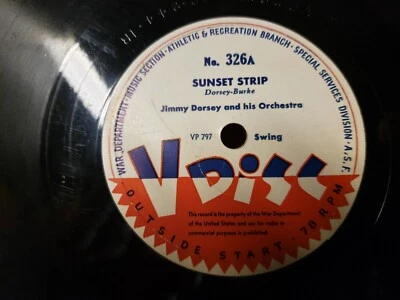 WAR DEPARTMENT - MUSIC SECTION - ATHLETIC & RECREATION BRANCH - SPECIAL SERVICES DIVISION - A.S.F.
No. 326A
SUNSET STRIP
Dorsey-Burke
Jimmy Dorsey and his Orchestra
VP 797 Swing
V DISC
This record is the property of the War Department
of the United States and use for radio or
commercial purposes is prohibited.
OUTSIDE START · 78 RPM